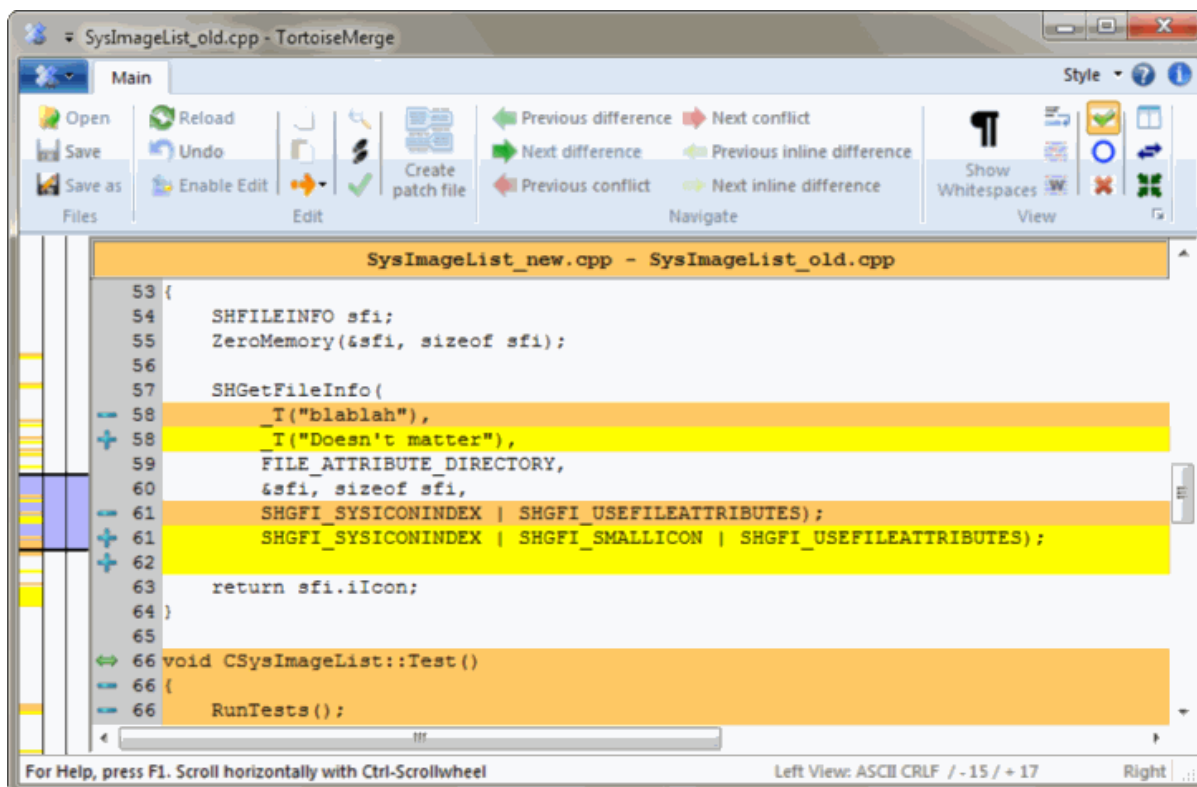 SysImageList_old.cpp - TortoiseMerge
Main
Style
Open
Reload
Previous difference
Next conflict
Save
Undo
Next difference
Previous inline difference
Save as
Enable Edit
Create
patch file
Previous conflict
Next inline difference
Show
Whitespaces
Files
Edit
Navigate
View
SysImageList_new.cpp - SysImageList_old.cpp
53 {
54 SHFILEINFO sfi;
55 ZeroMemory(&sfi, sizeof sfi);
56
57 SHGetFileInfo(
58 _T("blablah"),
58 _T("Doesn't matter"),
59 FILE_ATTRIBUTE_DIRECTORY,
60 &sfi, sizeof sfi,
61 SHGFI_SYSICONINDEX | SHGFI_USEFILEATTRIBUTES);
61 SHGFI_SYSICONINDEX | SHGFI_SMALLICON | SHGFI_USEFILEATTRIBUTES);
62
63 return sfi.iIcon;
64 }
65
66 void CSysImageList::Test()
66 {
66 RunTests();
For Help, press F1. Scroll horizontally with Ctrl-Scrollwheel
Left View: ASCII CRLF / - 15 / + 17
Right